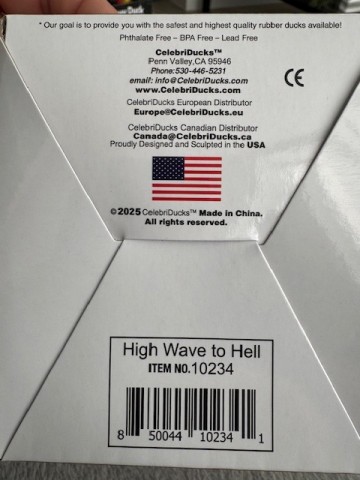 * Our goal is to provide you with the safest and highest quality rubber ducks available!
Phthalate Free – BPA Free – Lead Free
CelebriDucks™
Penn Valley,CA 95946
Phone:530-446-5231
email: info@CelebriDucks.com
www.CelebriDucks.com
CE
CelebriDucks European Distributor
Europe@CelebriDucks.eu
CelebriDucks Canadian Distributor
Canada@CelebriDucks.ca
Proudly Designed and Sculpted in the USA
©2025 CelebriDucks™ Made in China.
All rights reserved.
High Wave to Hell
ITEM NO.10234
8 50044 10234 1